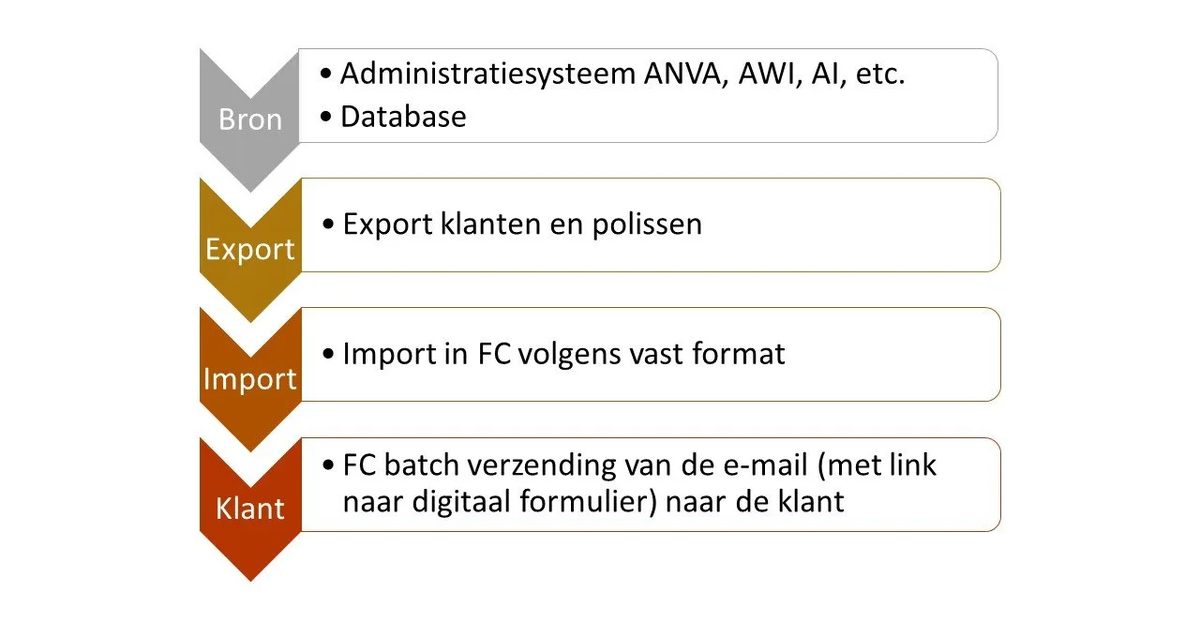 Bron
• Administratiesysteem ANVA, AWI, AI, etc.
• Database
Export
• Export klanten en polissen
Import
• Import in FC volgens vast format
Klant
• FC batch verzending van de e-mail (met link
naar digitaal formulier) naar de klant